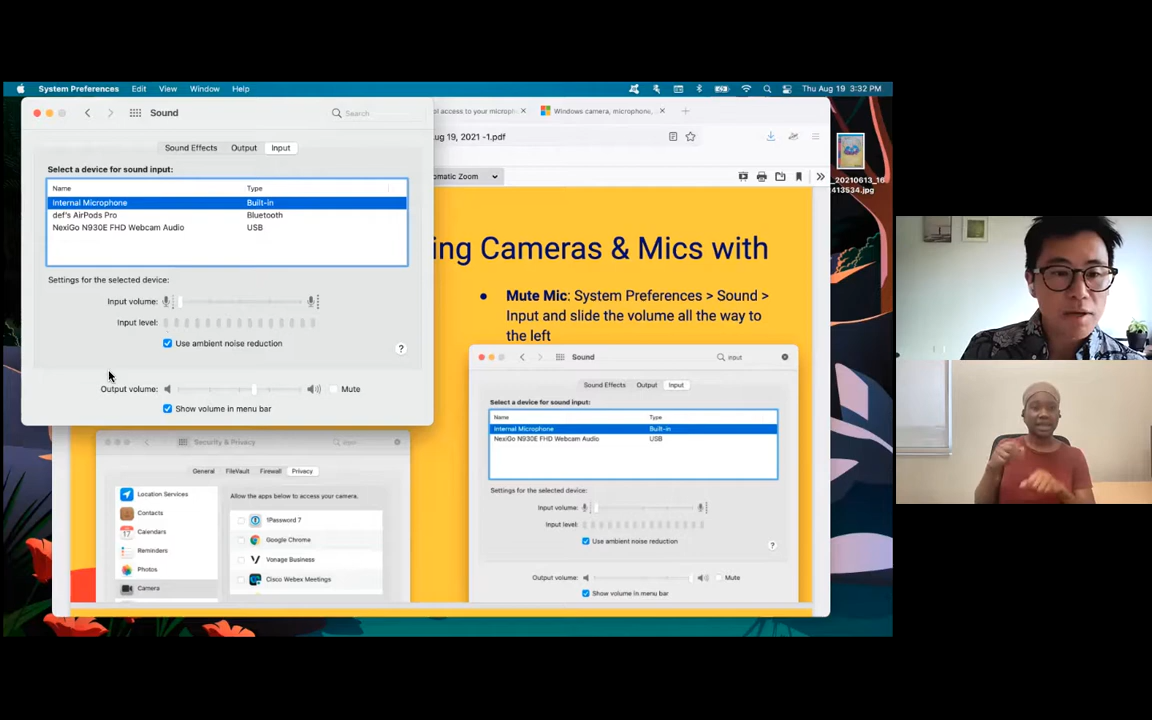 System Preferences Edit View Window Help
Thu Aug 19 3:32 PM
Sound
Search
Sound Effects Output Input
Select a device for sound input:
Name Type
Internal Microphone Built-in
def's AirPods Pro Bluetooth
NexiGo N930E FHD Webcam Audio USB
Settings for the selected device:
Input volume:
Input level:
Use ambient noise reduction
?
Output volume: Mute
Show volume in menu bar
ol access to your microph
Windows camera, microphone,
ug 19, 2021 -1.pdf
omatic Zoom
_20210613_16
413534.jpg
ing Cameras & Mics with
● Mute Mic: System Preferences > Sound >
Input and slide the volume all the way to
the left
Sound
input
Sound Effects Output Input
Select a device for sound input:
Name Type
Internal Microphone Built-in
NexiGo N930E FHD Webcam Audio USB
Settings for the selected device:
Input volume:
Input level:
Use ambient noise reduction
?
Output volume: Mute
Show volume in menu bar
Security & Privacy
General FileVault Firewall Privacy
Location Services
Contacts
Calendars
Reminders
Photos
Camera
Allow the apps below to access your camera.
1Password 7
Google Chrome
Vonage Business
Cisco Webex Meetings